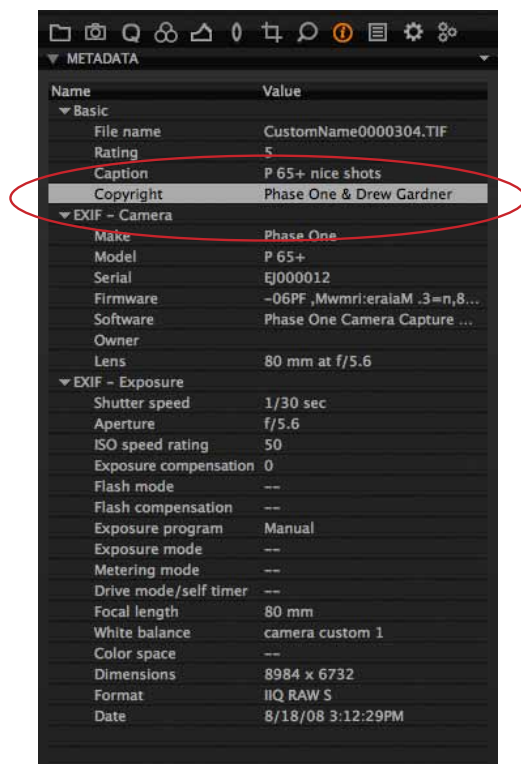 METADATA
Name Value
Basic
File name CustomName0000304.TIF
Rating 5
Caption P 65+ nice shots
Copyright Phase One & Drew Gardner
EXIF - Camera
Make Phase One
Model P 65+
Serial EJ000012
Firmware -06PF ,Mwmri:eraiaM .3=n,8...
Software Phase One Camera Capture ...
Owner
Lens 80 mm at f/5.6
EXIF - Exposure
Shutter speed 1/30 sec
Aperture f/5.6
ISO speed rating 50
Exposure compensation 0
Flash mode --
Flash compensation --
Exposure program Manual
Exposure mode --
Metering mode --
Drive mode/self timer --
Focal length 80 mm
White balance camera custom 1
Color space --
Dimensions 8984 x 6732
Format IIQ RAW S
Date 8/18/08 3:12:29PM